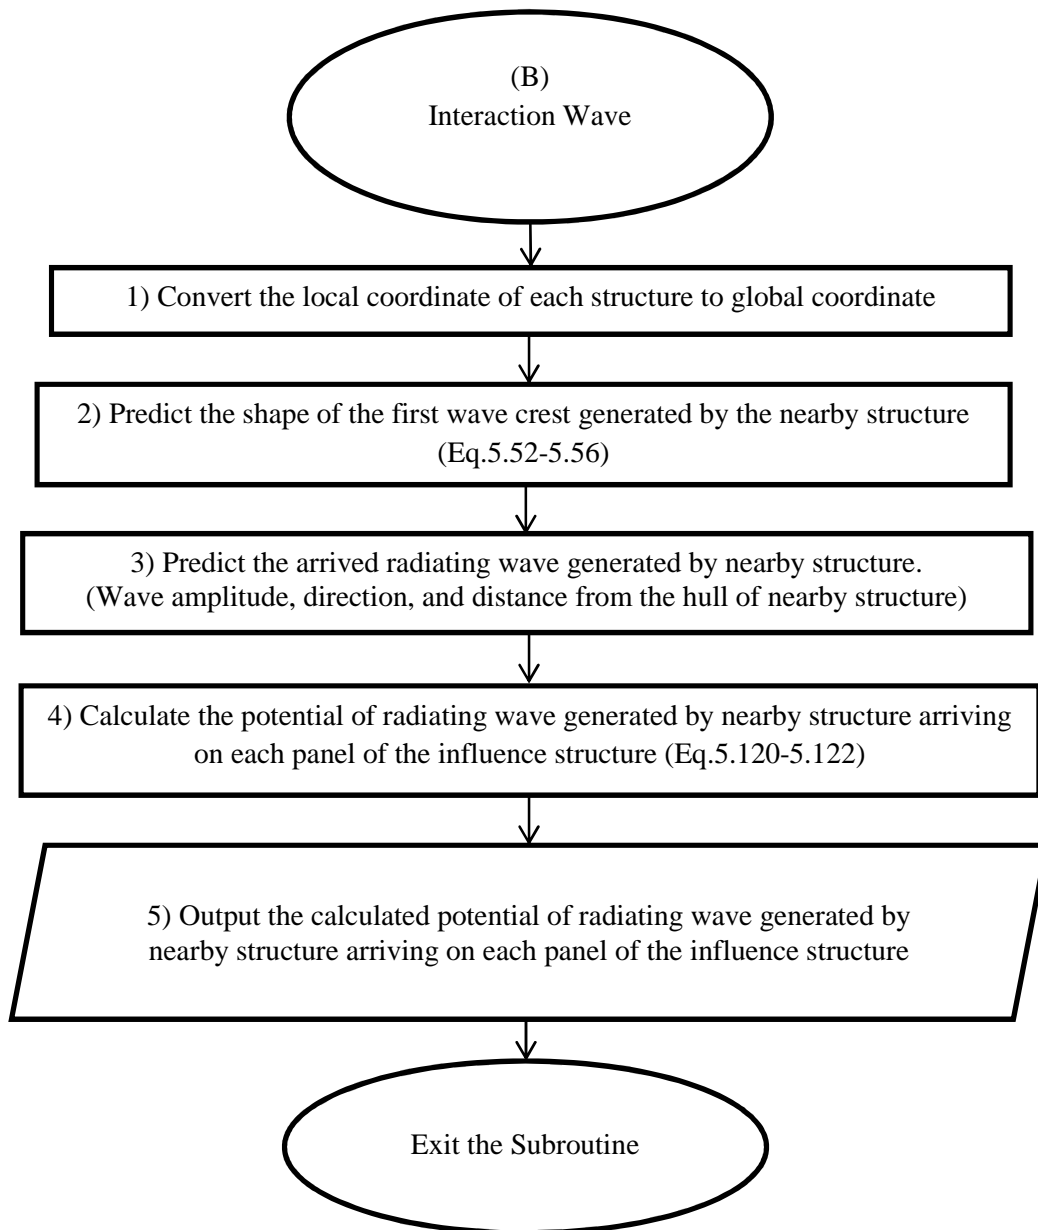 (B)
Interaction Wave
1) Convert the local coordinate of each structure to global coordinate
2) Predict the shape of the first wave crest generated by the nearby structure
(Eq.5.52-5.56)
3) Predict the arrived radiating wave generated by nearby structure.
(Wave amplitude, direction, and distance from the hull of nearby structure)
4) Calculate the potential of radiating wave generated by nearby structure arriving
on each panel of the influence structure (Eq.5.120-5.122)
5) Output the calculated potential of radiating wave generated by
nearby structure arriving on each panel of the influence structure
Exit the Subroutine